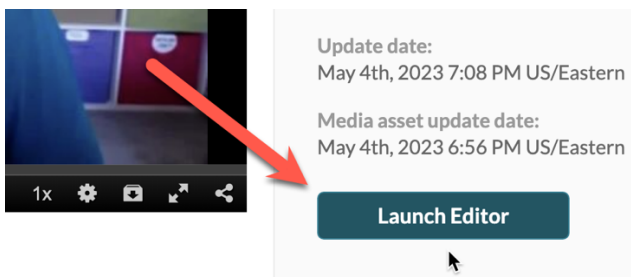 Update date:
May 4th, 2023 7:08 PM US/Eastern
Media asset update date:
May 4th, 2023 6:56 PM US/Eastern
1x
Launch Editor